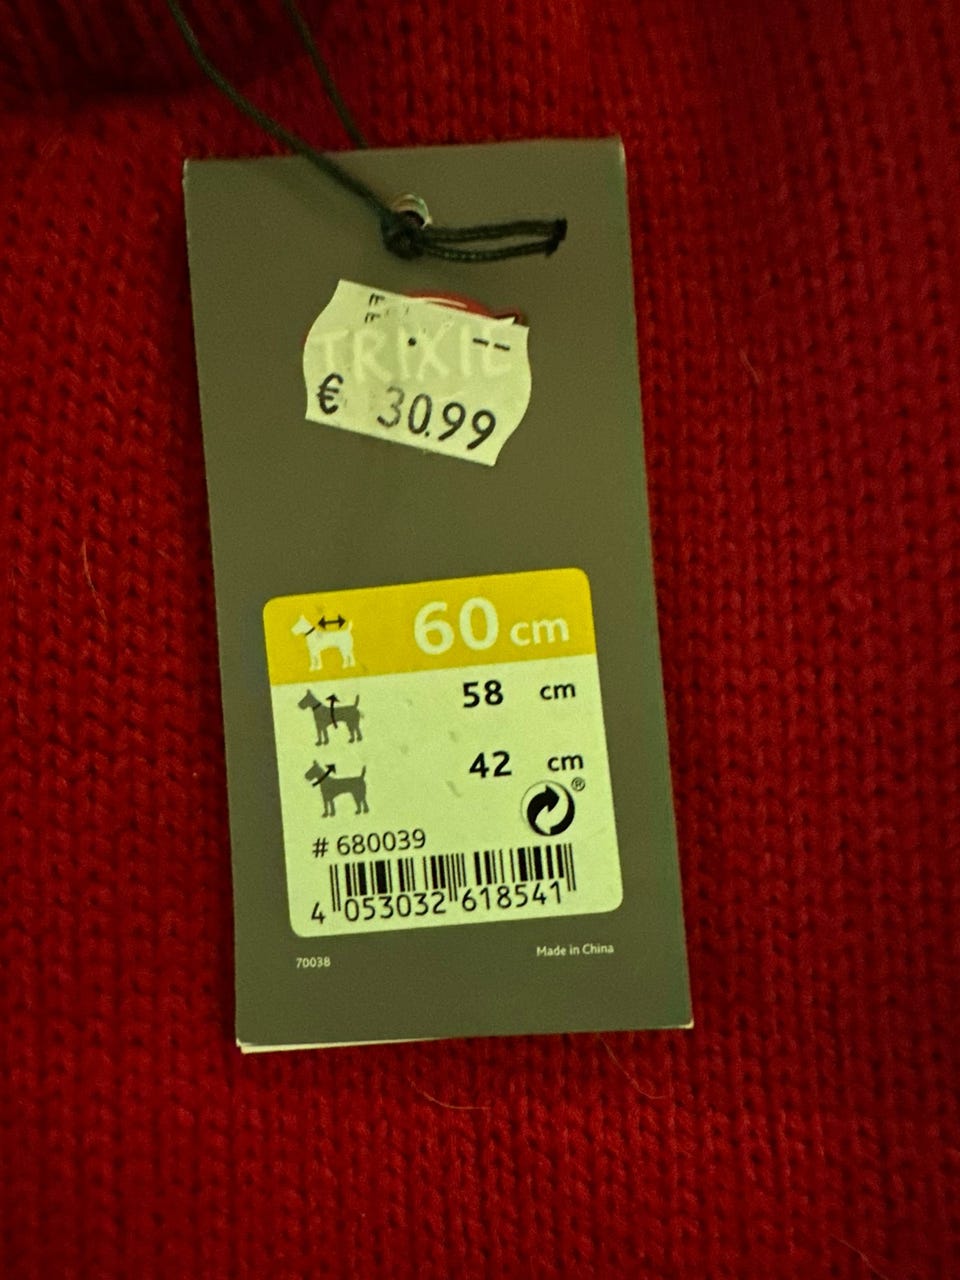 TRIXIE
€ 30.99
60 cm
58 cm
42 cm
®
# 680039
4 053032 618541
70038
Made in China